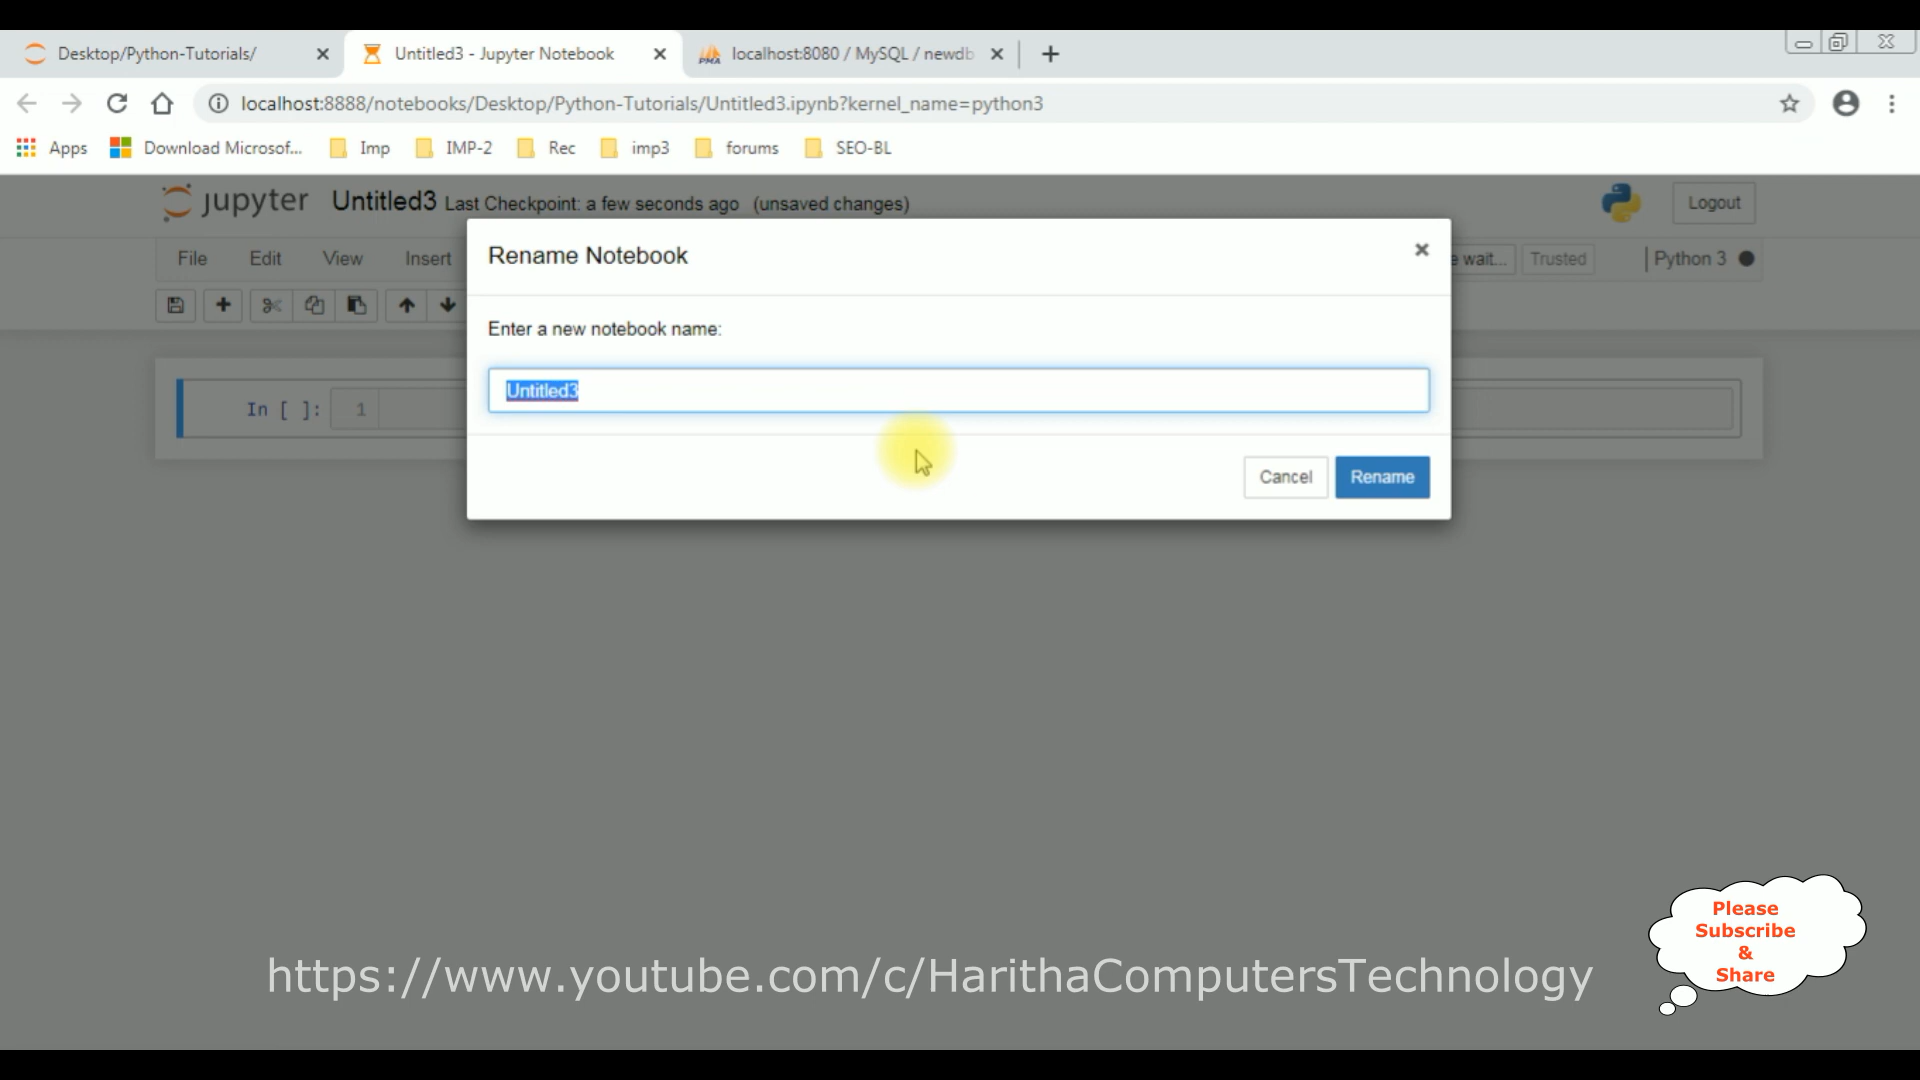 Desktop/Python-Tutorials/
Untitled3 - Jupyter Notebook
localhost:8080 / MySQL / newdb
localhost:8888/notebooks/Desktop/Python-Tutorials/Untitled3.ipynb?kernel_name=python3
Apps Download Microsof... Imp IMP-2 Rec imp3 forums SEO-BL
jupyter Untitled3 Last Checkpoint: a few seconds ago (unsaved changes) Logout
File Edit View Insert wait... Trusted Python 3
Rename Notebook
Enter a new notebook name:
Untitled3
In [ ]: 1
Cancel Rename
Please
Subscribe
&
Share
https://www.youtube.com/c/HarithaComputersTechnology